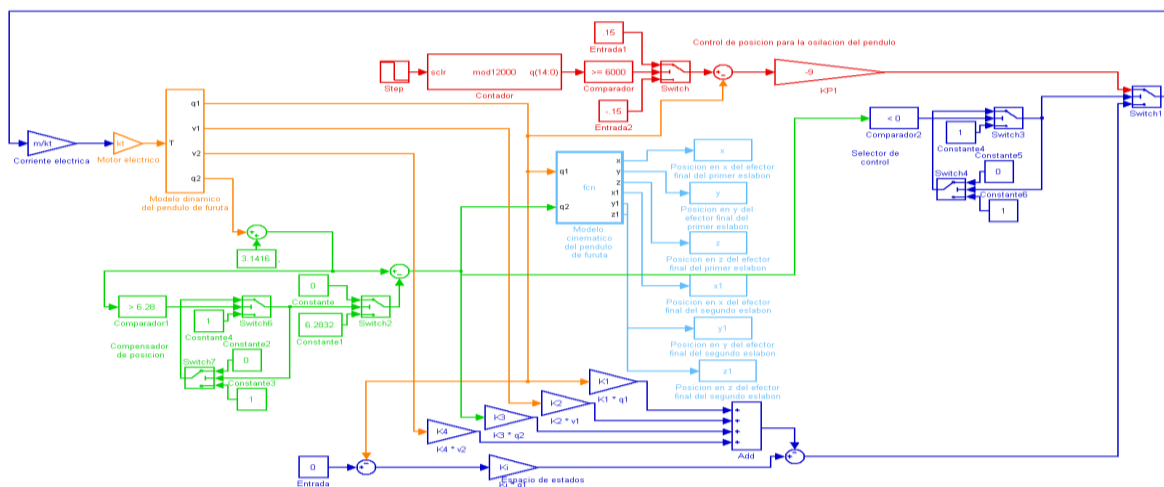 .15
Entrada1
Control de posicion para la osilacion del pendulo
Step
sclr mod12000 q(14:0)
Contador
>= 6000
Comparador
Switch
-9
KP1
-.15
Entrada2
Switch1
m/kt
Corriente electrica
kt
Motor eléctrico
T
q1
v1
v2
q2
Modelo dinamico
del pendulo de furuta
q1
q2
fcn
x
y
z
x1
y1
z1
Modelo
cinematico
del pendulo
de furuta
x
Posicion en x del efector
final del primer eslabon
y
Posicion en y del
efector final del
primer eslabon
z
Posicion en z del efector
final del primer eslabon
x1
Posicion en x del efector
final del segundo eslabon
y1
Posicion en y del efector
final del segundo eslabon
z1
Posicion en z del efector
final del segundo eslabon
< 0
Comparador2
Selector de
control
1
Constante4
Switch3
Constante5
0
Switch4
Constante6
1
3.1416
> 6.28
Comparador1
Compensador
de posicion
1
Cosntante4
Switch6
Constante2
0
Switch7
Constante3
1
0
Constante
6.2832
Constante1
Switch2
K1
K1 * q1
K2
K2 * v1
K3
K3 * q2
K4
K4 * v2
Add
0
Entrada
Ki
Espacio de estados